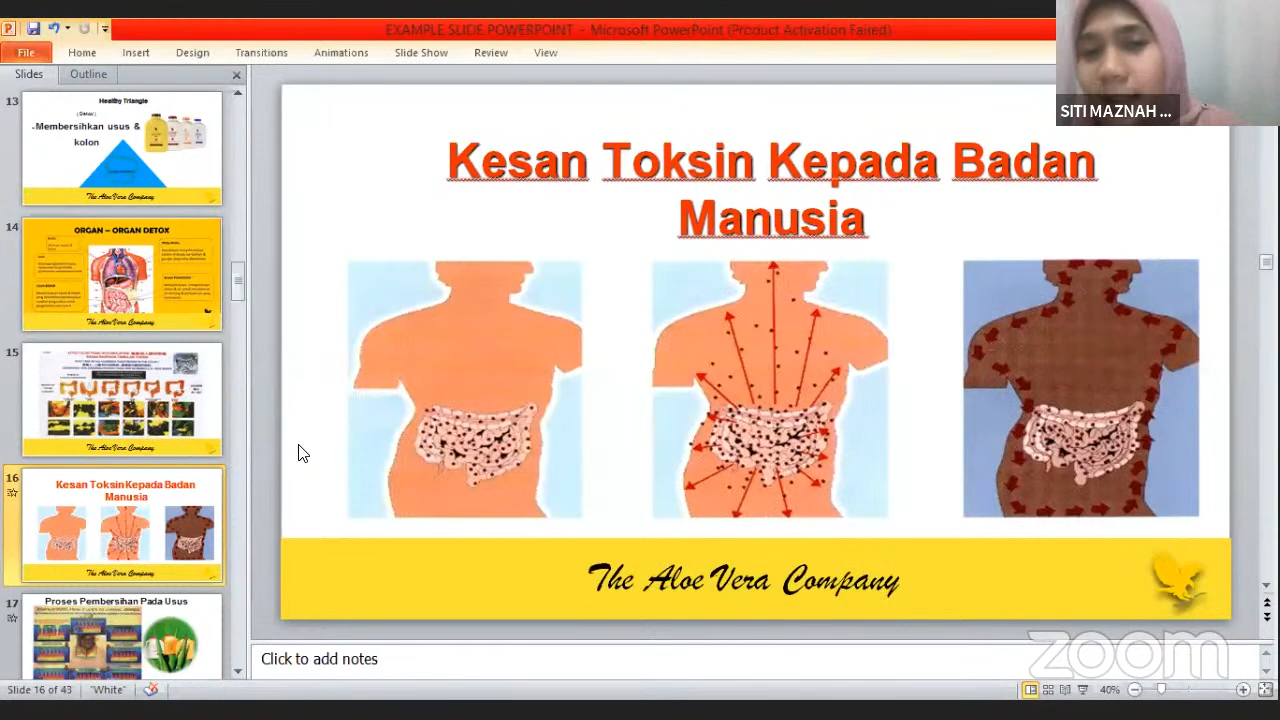 EXAMPLE SLIDE POWERPOINT - Microsoft PowerPoint (Product Activation Failed)
File Home Insert Design Transitions Animations Slide Show Review View
SITI MAZNAH ...
Slides Outline
13
Healthy Triangle
(Detox)
-Membersihkan usus &
kolon
The Aloe Vera Company
14
ORGAN – ORGAN DETOX
The Aloe Vera Company
15
The Aloe Vera Company
16
Kesan Toksin Kepada Badan
Manusia
The Aloe Vera Company
17
Proses Pembersihan Pada Usus
Kesan Toksin Kepada Badan
Manusia
The Aloe Vera Company
Click to add notes
zoom
Slide 16 of 43 "White" 40%